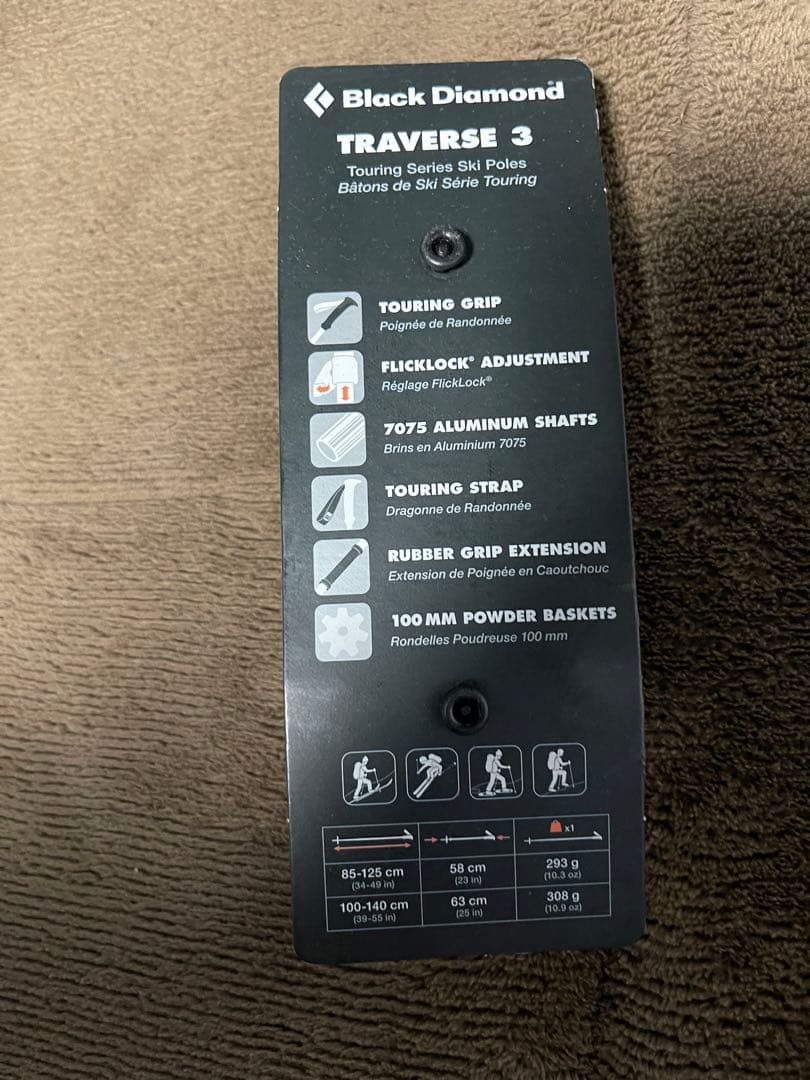 Black Diamond
TRAVERSE 3
Touring Series Ski Poles
Bâtons de Ski Série Touring
TOURING GRIP
Poignée de Randonnée
FLICKLOCK® ADJUSTMENT
Réglage FlickLock®
7075 ALUMINUM SHAFTS
Brins en Aluminium 7075
TOURING STRAP
Dragonne de Randonnée
RUBBER GRIP EXTENSION
Extension de Poignée en Caoutchouc
100 MM POWDER BASKETS
Rondelles Poudreuse 100 mm
x1
85-125 cm 58 cm 293 g
(34-49 in) (23 in) (10.3 oz)
100-140 cm 63 cm 308 g
(39-55 in) (25 in) (10.9 oz)